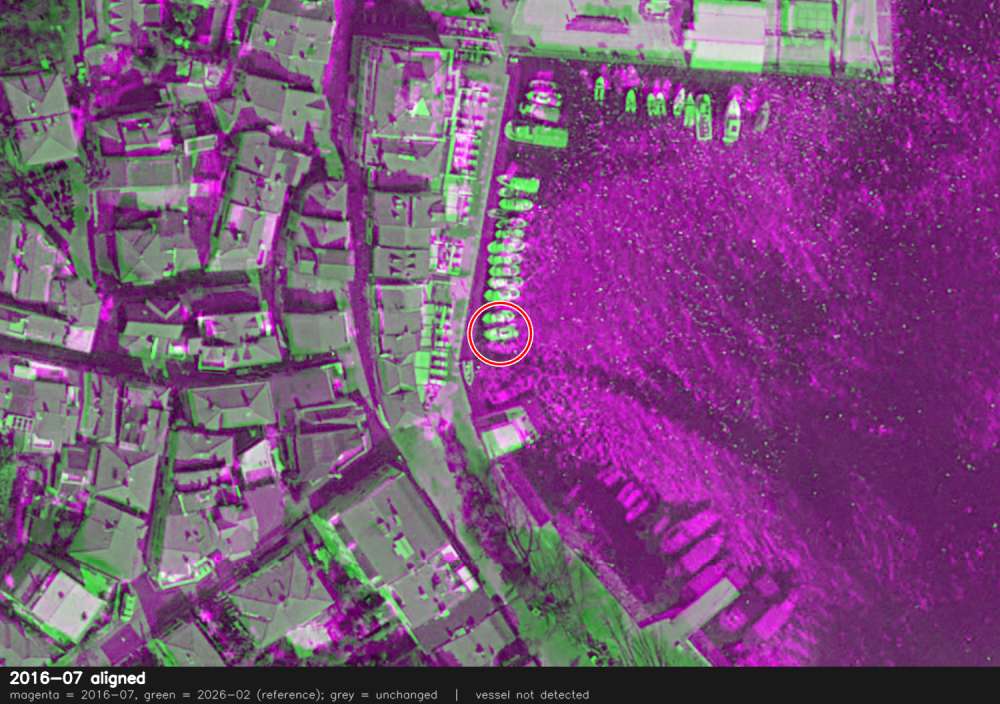 2016-07 aligned
magenta = 2016-07, green = 2026-02 (reference); grey = unchanged | vessel not detected